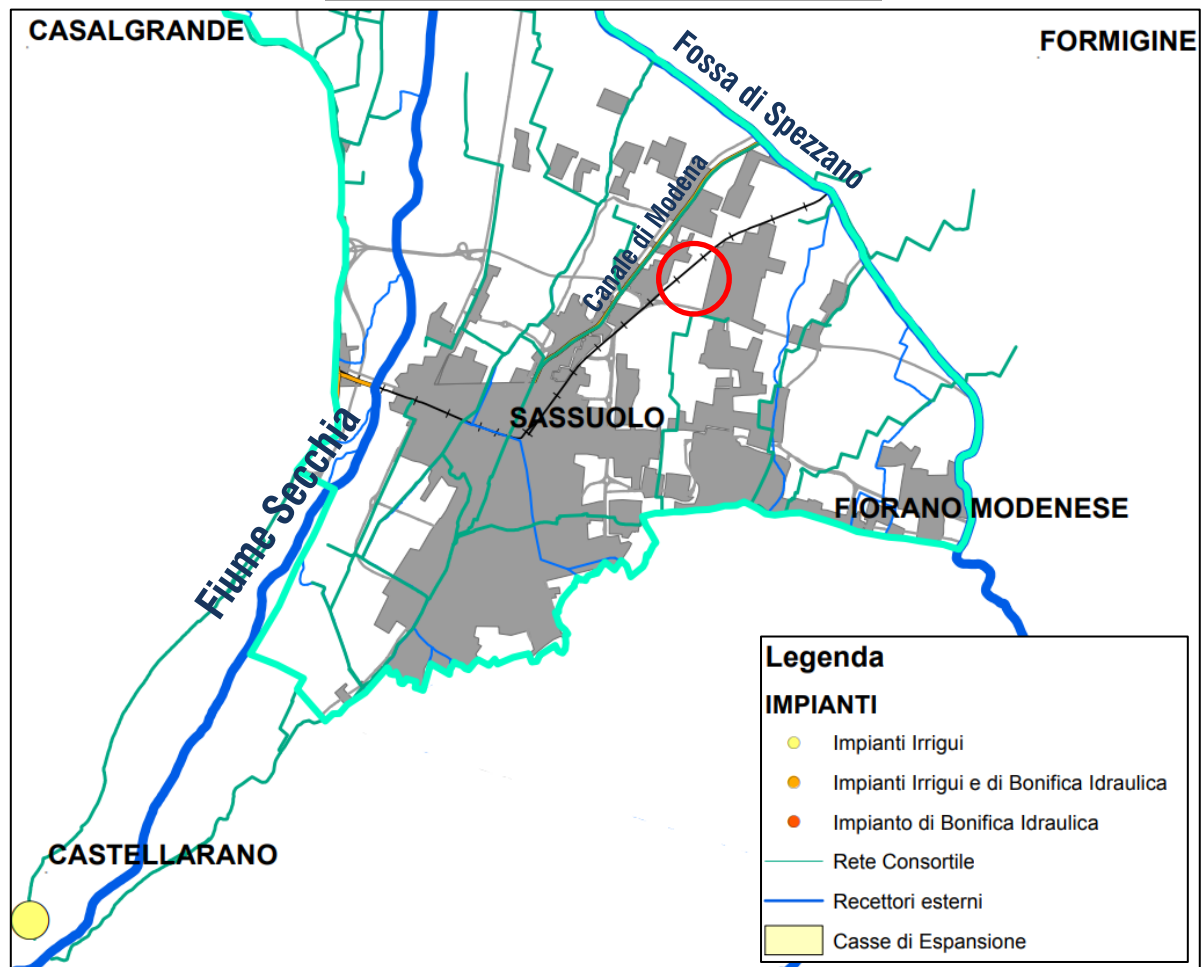 CASALGRANDE
FORMIGINE
Fossa di Spezzano
Canale di Modena
SASSUOLO
Fiume Secchia
FIORANO MODENESE
CASTELLARANO
Legenda
IMPIANTI
Impianti Irrigui
Impianti Irrigui e di Bonifica Idraulica
Impianto di Bonifica Idraulica
Rete Consortile
Recettori esterni
Casse di Espansione